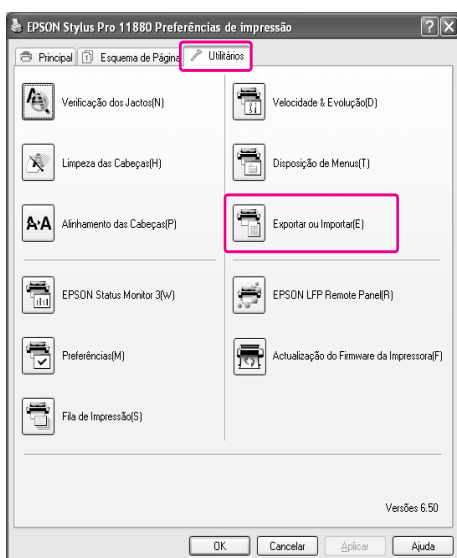 EPSON Stylus Pro 11880 Preferências de impressão
Principal Esquema de Página Utilitários
Verificação dos Jactos(N)
Velocidade & Evolução(D)
Limpeza das Cabeças(H)
Disposição de Menus(T)
Alinhamento das Cabeças(P)
Exportar ou Importar(E)
EPSON Status Monitor 3(W)
EPSON LFP Remote Panel(R)
Preferências(M)
Actualização do Firmware da Impressora(F)
Fila de Impressão(S)
Versões 6.50
OK Cancelar Aplicar Ajuda